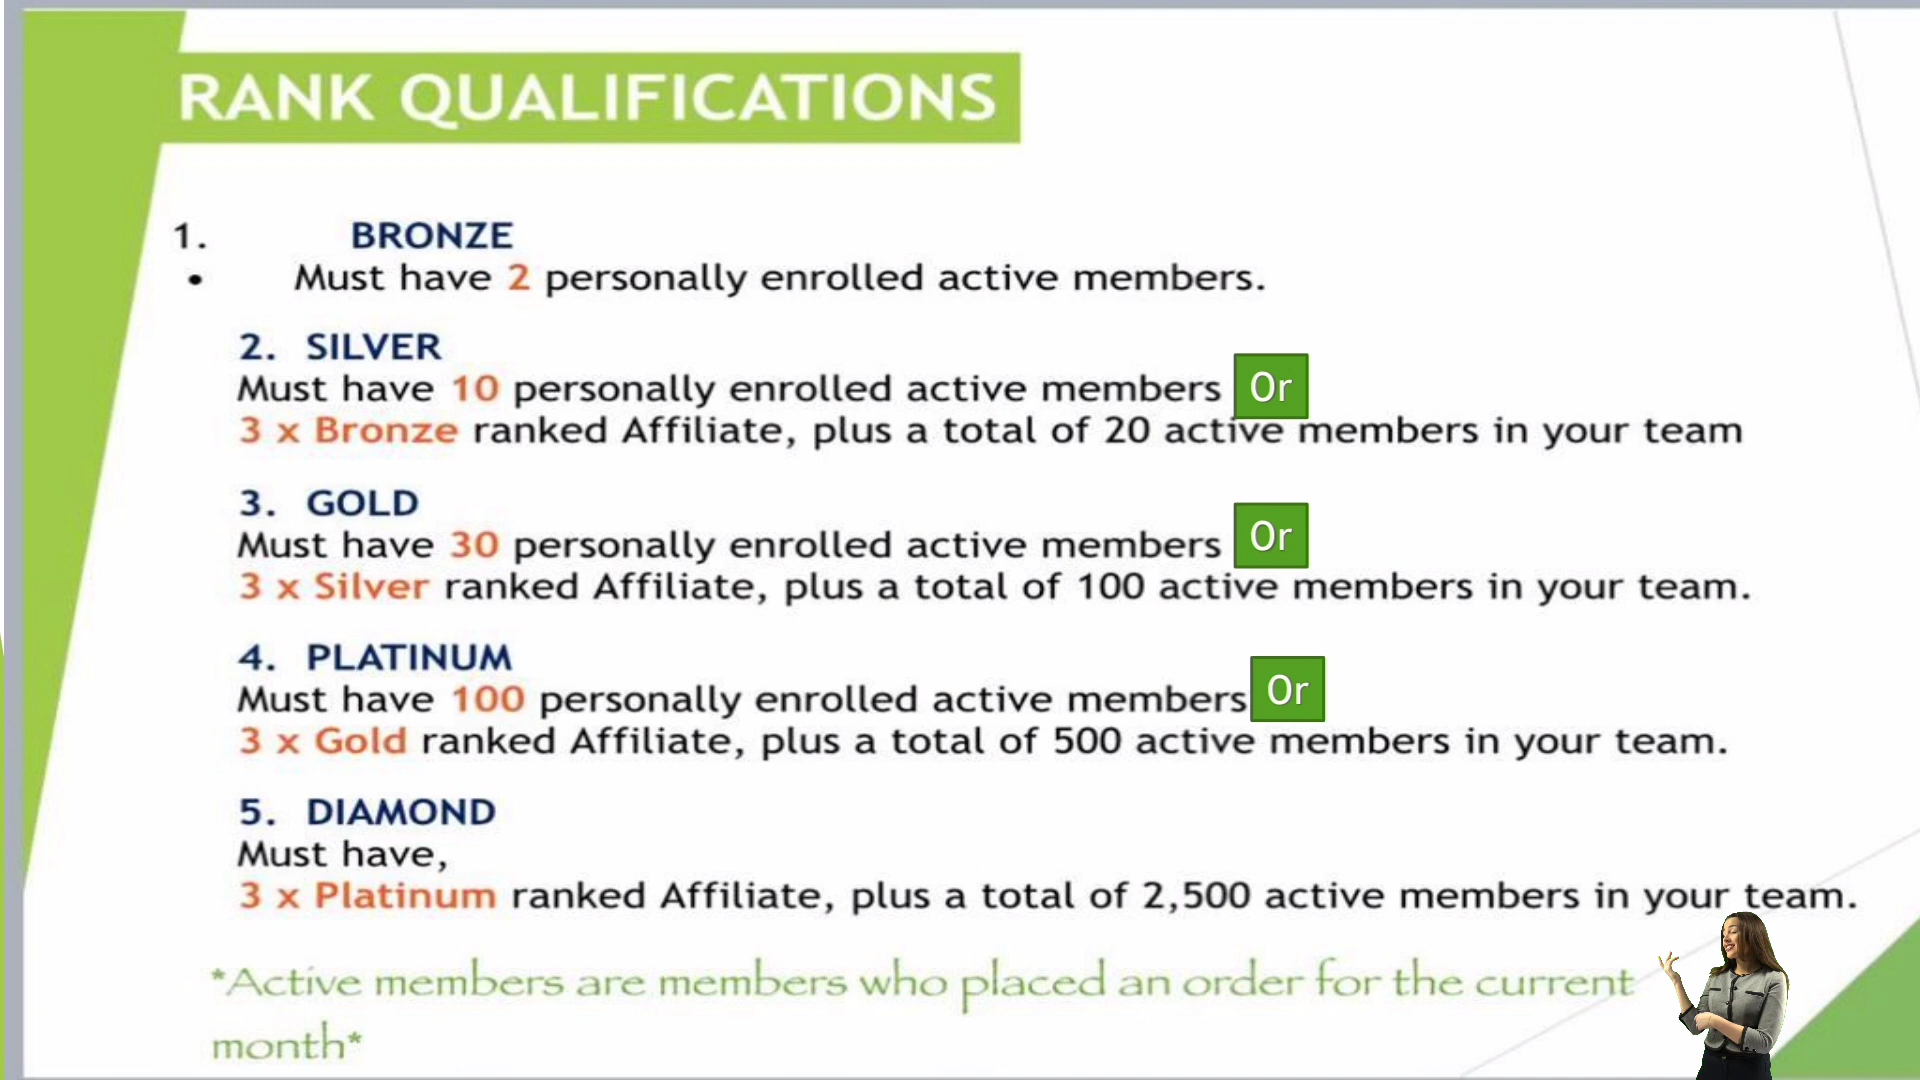 RANK QUALIFICATIONS
1. BRONZE
• Must have 2 personally enrolled active members.
2. SILVER
Must have 10 personally enrolled active members Or
3 x Bronze ranked Affiliate, plus a total of 20 active members in your team
3. GOLD
Must have 30 personally enrolled active members Or
3 x Silver ranked Affiliate, plus a total of 100 active members in your team.
4. PLATINUM
Must have 100 personally enrolled active members Or
3 x Gold ranked Affiliate, plus a total of 500 active members in your team.
5. DIAMOND
Must have,
3 x Platinum ranked Affiliate, plus a total of 2,500 active members in your team.
*Active members are members who placed an order for the current
month*